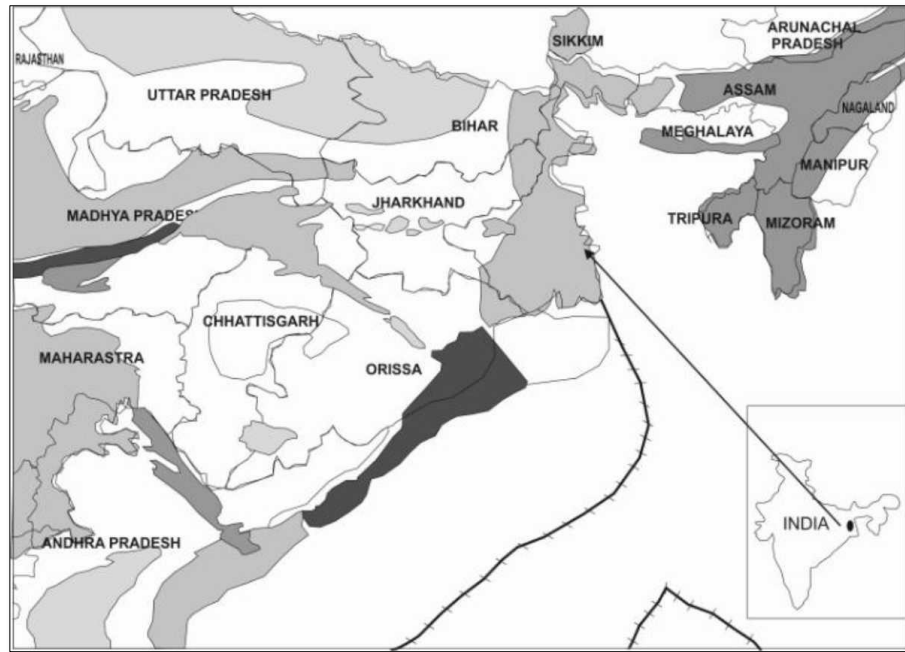 SIKKIM
ARUNACHAL
PRADESH
RAJASTHAN
UTTAR PRADESH
ASSAM
NAGALAND
BIHAR
MEGHALAYA
MANIPUR
JHARKHAND
MADHYA PRADESH
TRIPURA
MIZORAM
CHHATTISGARH
MAHARASTRA
ORISSA
INDIA
ANDHRA PRADESH